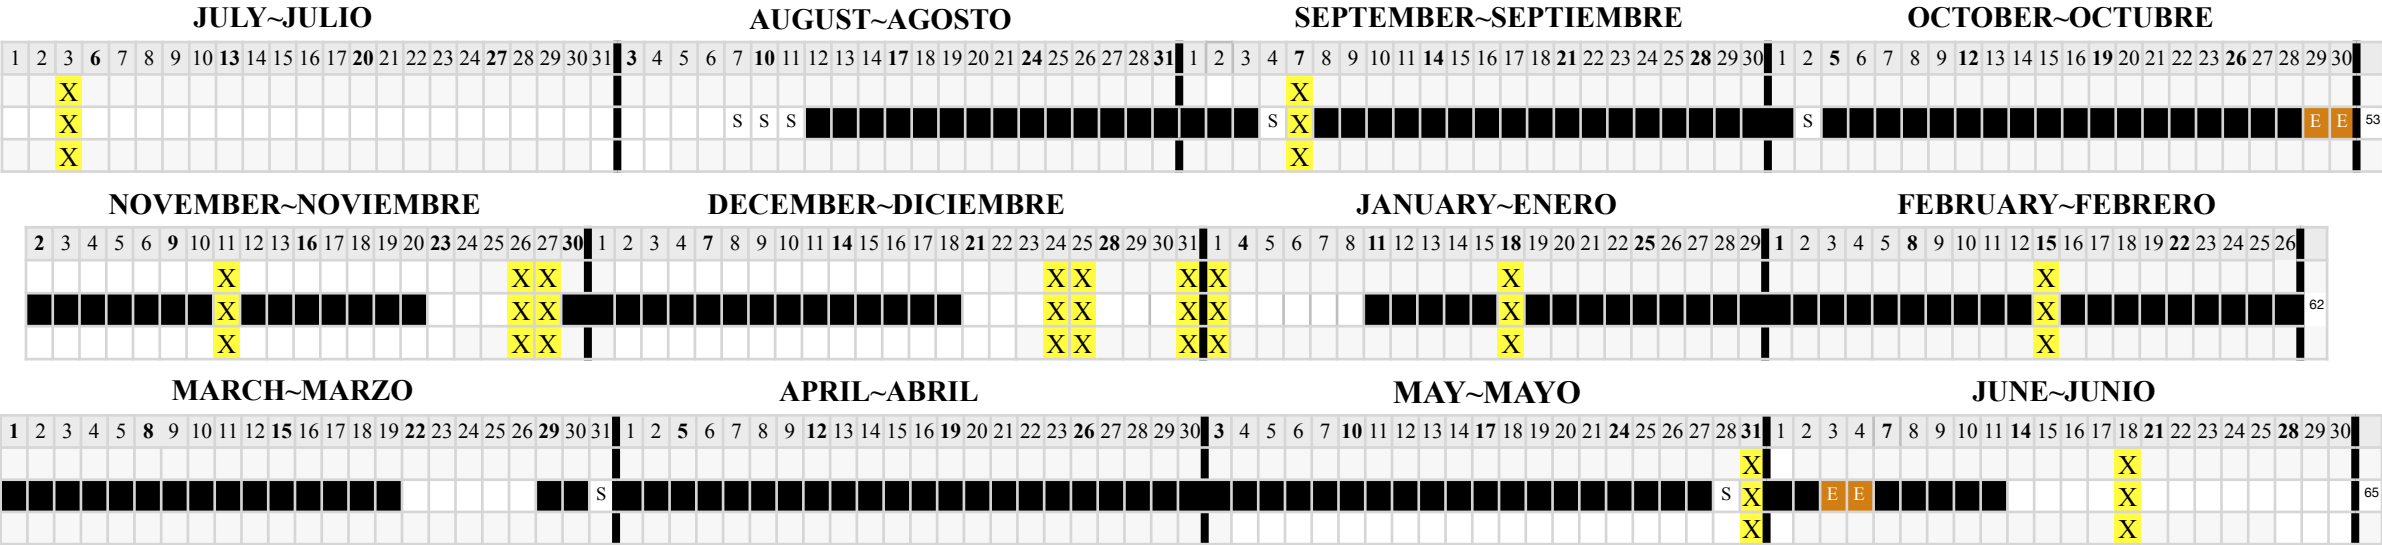 JULY~JULIO AUGUST~AGOSTO SEPTEMBER~SEPTIEMBRE OCTOBER~OCTUBRE
1 2 3 6 7 8 9 10 13 14 15 16 17 20 21 22 23 24 27 28 29 30 31 3 4 5 6 7 10 11 12 13 14 17 18 19 20 21 24 25 26 27 28 31 1 2 3 4 7 8 9 10 11 14 15 16 17 18 21 22 23 24 25 28 29 30 1 2 5 6 7 8 9 12 13 14 15 16 19 20 21 22 23 26 27 28 29 30
X X
X S S S S X S E E 53
X X
NOVEMBER~NOVIEMBRE DECEMBER~DICIEMBRE JANUARY~ENERO FEBRUARY~FEBRERO
2 3 4 5 6 9 10 11 12 13 16 17 18 19 20 23 24 25 26 27 30 1 2 3 4 7 8 9 10 11 14 15 16 17 18 21 22 23 24 25 28 29 30 31 1 4 5 6 7 8 11 12 13 14 15 18 19 20 21 22 25 26 27 28 29 1 2 3 4 5 8 9 10 11 12 15 16 17 18 19 22 23 24 25 26
X X X X X X X X X
X X X X X X X X X 62
X X X X X X X X X
MARCH~MARZO APRIL~ABRIL MAY~MAYO JUNE~JUNIO
1 2 3 4 5 8 9 10 11 12 15 16 17 18 19 22 23 24 25 26 29 30 31 1 2 5 6 7 8 9 12 13 14 15 16 19 20 21 22 23 26 27 28 29 30 3 4 5 6 7 10 11 12 13 14 17 18 19 20 21 24 25 26 27 28 31 1 2 3 4 7 8 9 10 11 14 15 16 17 18 21 22 23 24 25 28 29 30
X X
S S X E E X 65
X X